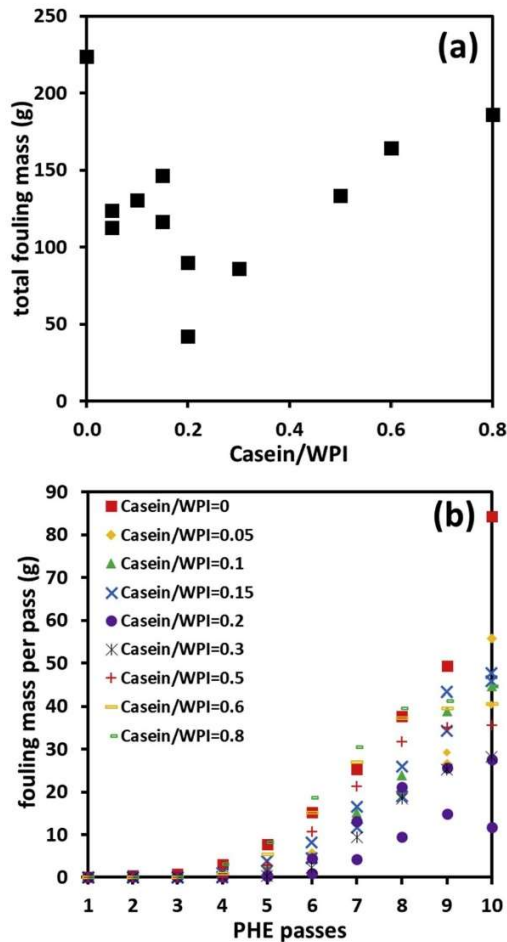 (a)
250
200
150
100
50
0
total fouling mass (g)
0.0 0.2 0.4 0.6 0.8
Casein/WPI
(b)
90
80
70
60
50
40
30
20
10
0
fouling mass per pass (g)
Casein/WPI=0
Casein/WPI=0.05
Casein/WPI=0.1
Casein/WPI=0.15
Casein/WPI=0.2
Casein/WPI=0.3
Casein/WPI=0.5
Casein/WPI=0.6
Casein/WPI=0.8
1 2 3 4 5 6 7 8 9 10
PHE passes